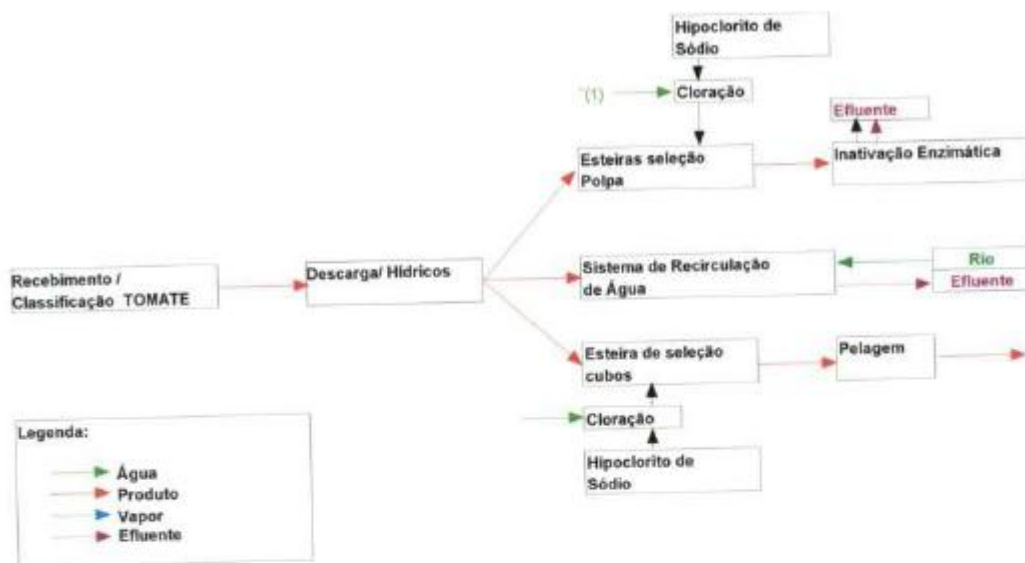 Hipoclorito de
Sódio
"(1)
Cloração
Efluente
Esteiras seleção
Polpa
Inativação Enzimática
Recebimento /
Classificação TOMATE
Descarga/ Hídricos
Sistema de Recirculação
de Água
Rio
Efluente
Esteira de seleção
cubos
Pelagem
Cloração
Hipoclorito de
Sódio
Legenda:
Água
Produto
Vapor
Efluente